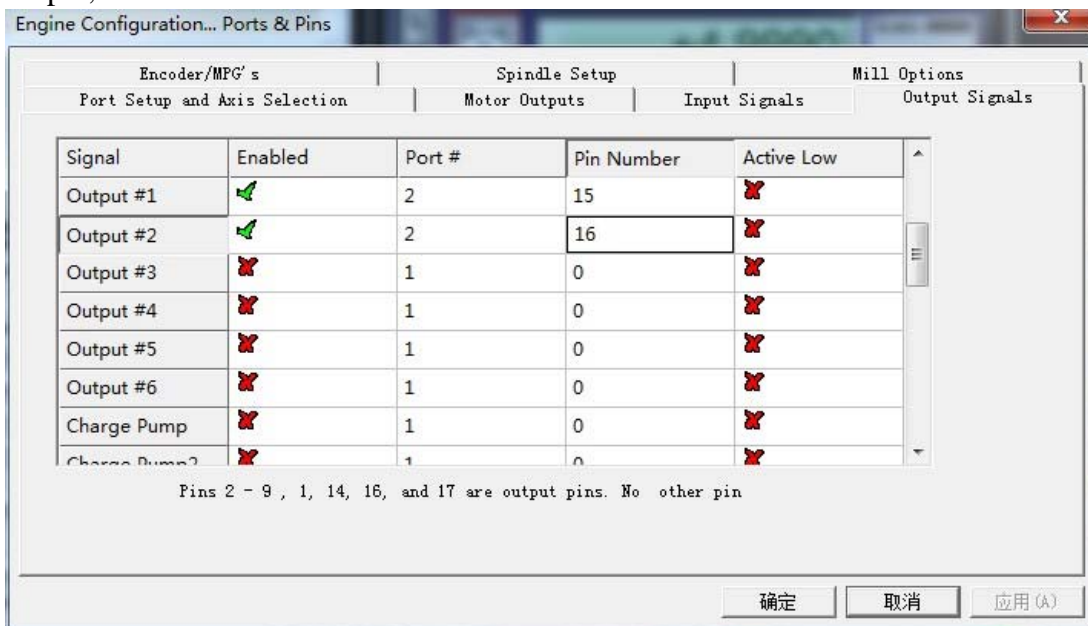 Engine Configuration... Ports & Pins
Encoder/MPG's Spindle Setup Mill Options
Port Setup and Axis Selection Motor Outputs Input Signals Output Signals
Signal Enabled Port # Pin Number Active Low
Output #1 2 15
Output #2 2 16
Output #3 1 0
Output #4 1 0
Output #5 1 0
Output #6 1 0
Charge Pump 1 0
Charge Pump2 1 0
Pins 2 - 9 , 1, 14, 16, and 17 are output pins. No other pin
确定 取消 应用(A)